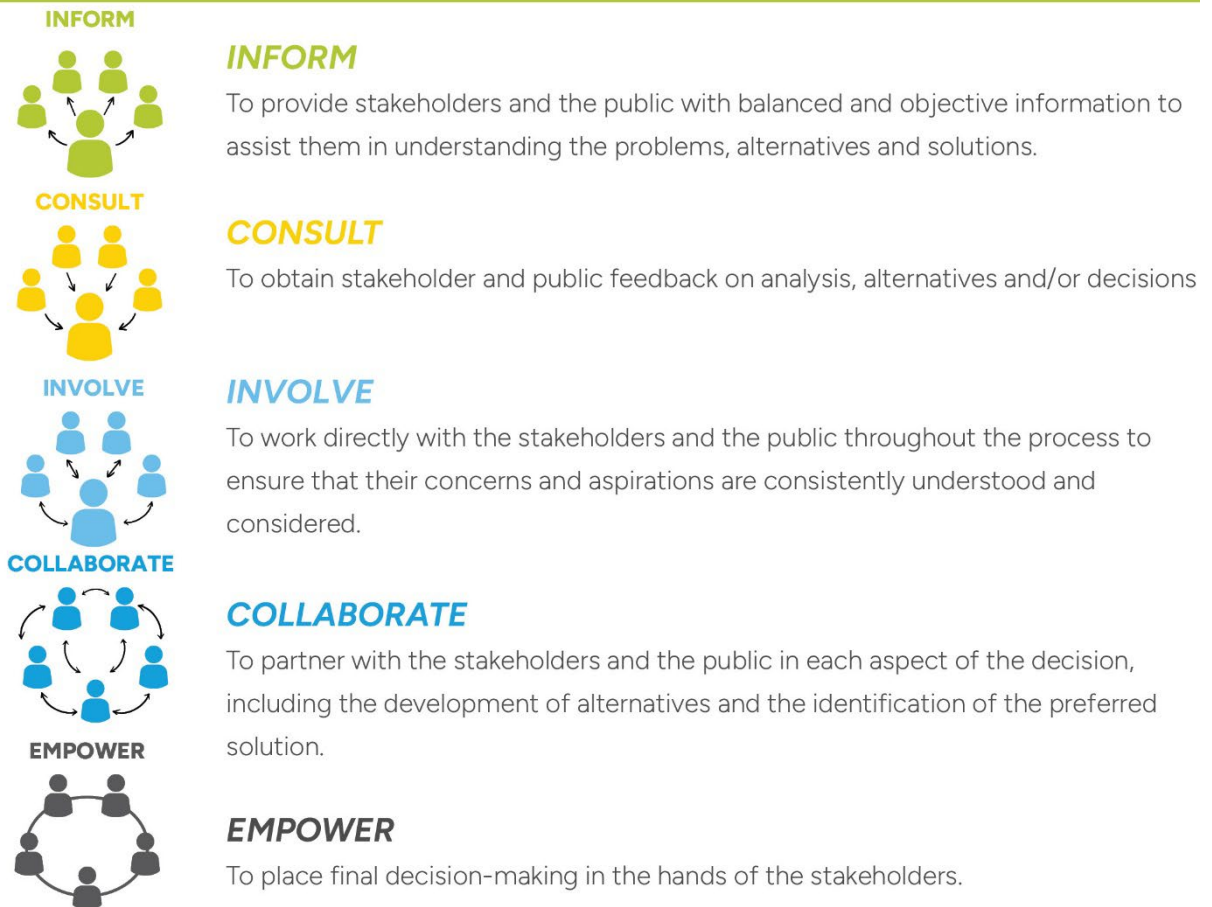 INFORM
INFORM
To provide stakeholders and the public with balanced and objective information to
assist them in understanding the problems, alternatives and solutions.
CONSULT
CONSULT
To obtain stakeholder and public feedback on analysis, alternatives and/or decisions
INVOLVE
INVOLVE
To work directly with the stakeholders and the public throughout the process to
ensure that their concerns and aspirations are consistently understood and
considered.
COLLABORATE
COLLABORATE
To partner with the stakeholders and the public in each aspect of the decision,
including the development of alternatives and the identification of the preferred
solution.
EMPOWER
EMPOWER
To place final decision-making in the hands of the stakeholders.